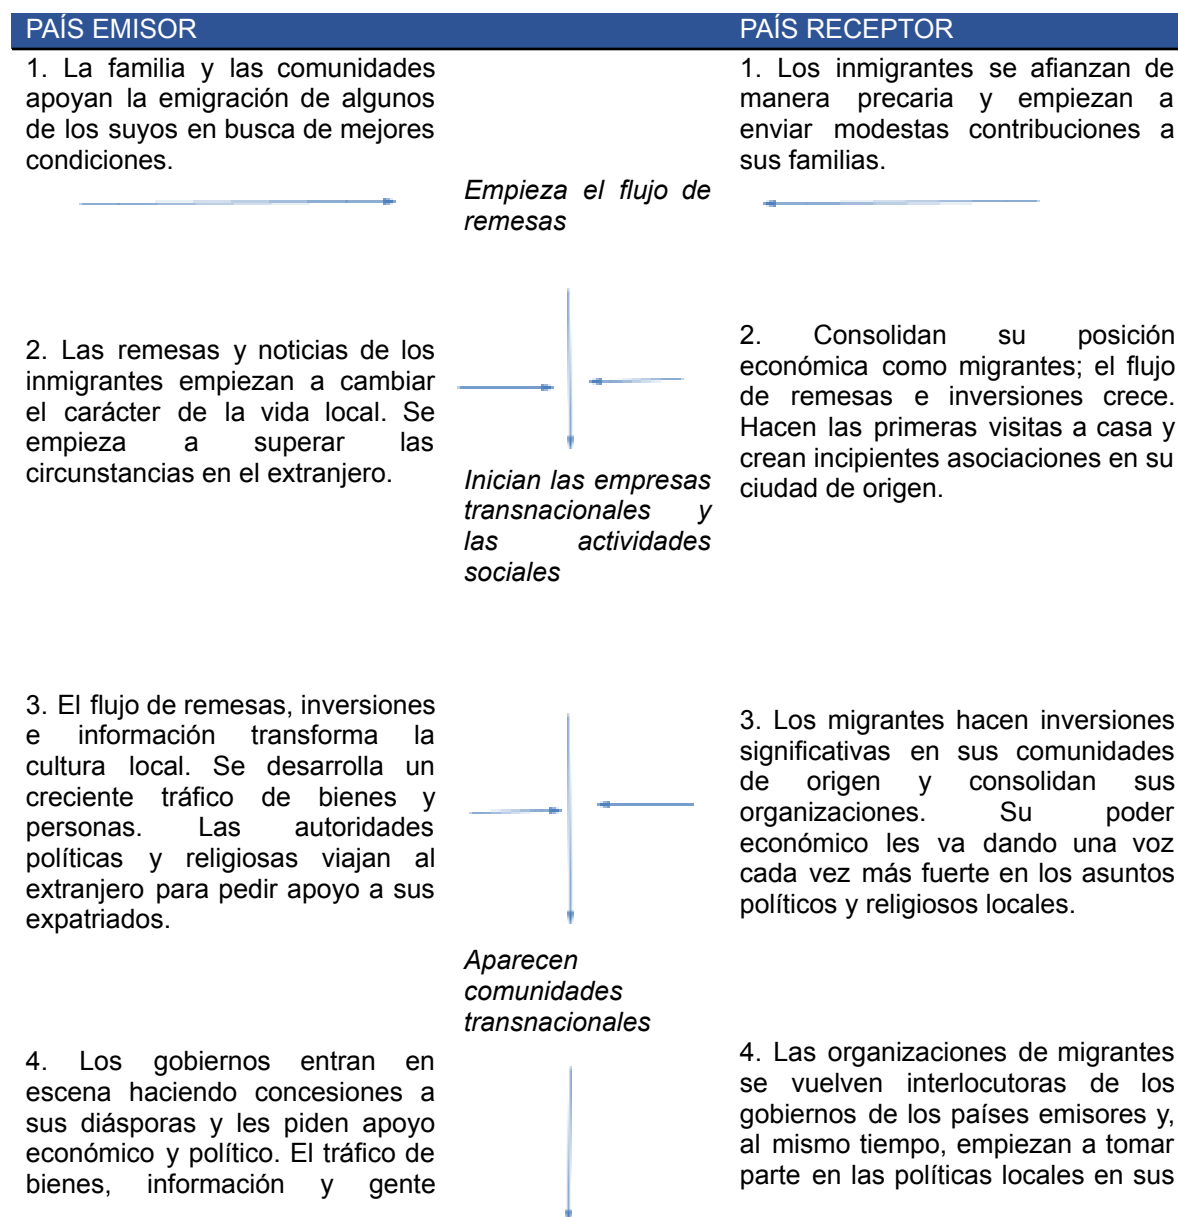 PAÍS EMISOR
PAÍS RECEPTOR
1. La familia y las comunidades
apoyan la emigración de algunos
de los suyos en busca de mejores
condiciones.
1. Los inmigrantes se afianzan de
manera precaria y empiezan a
enviar modestas contribuciones a
sus familias.
Empieza el flujo de
remesas
2. Las remesas y noticias de los
inmigrantes empiezan a cambiar
el carácter de la vida local. Se
empieza a superar las
circunstancias en el extranjero.
2. Consolidan su posición
económica como migrantes; el flujo
de remesas e inversiones crece.
Hacen las primeras visitas a casa y
crean incipientes asociaciones en su
ciudad de origen.
Inician las empresas
transnacionales y
las actividades
sociales
3. El flujo de remesas, inversiones
e información transforma la
cultura local. Se desarrolla un
creciente tráfico de bienes y
personas. Las autoridades
políticas y religiosas viajan al
extranjero para pedir apoyo a sus
expatriados.
3. Los migrantes hacen inversiones
significativas en sus comunidades
de origen y consolidan sus
organizaciones. Su poder
económico les va dando una voz
cada vez más fuerte en los asuntos
políticos y religiosos locales.
Aparecen
comunidades
transnacionales
4. Los gobiernos entran en
escena haciendo concesiones a
sus diásporas y les piden apoyo
económico y político. El tráfico de
bienes, información y gente
4. Las organizaciones de migrantes
se vuelven interlocutoras de los
gobiernos de los países emisores y,
al mismo tiempo, empiezan a tomar
parte en las políticas locales en sus